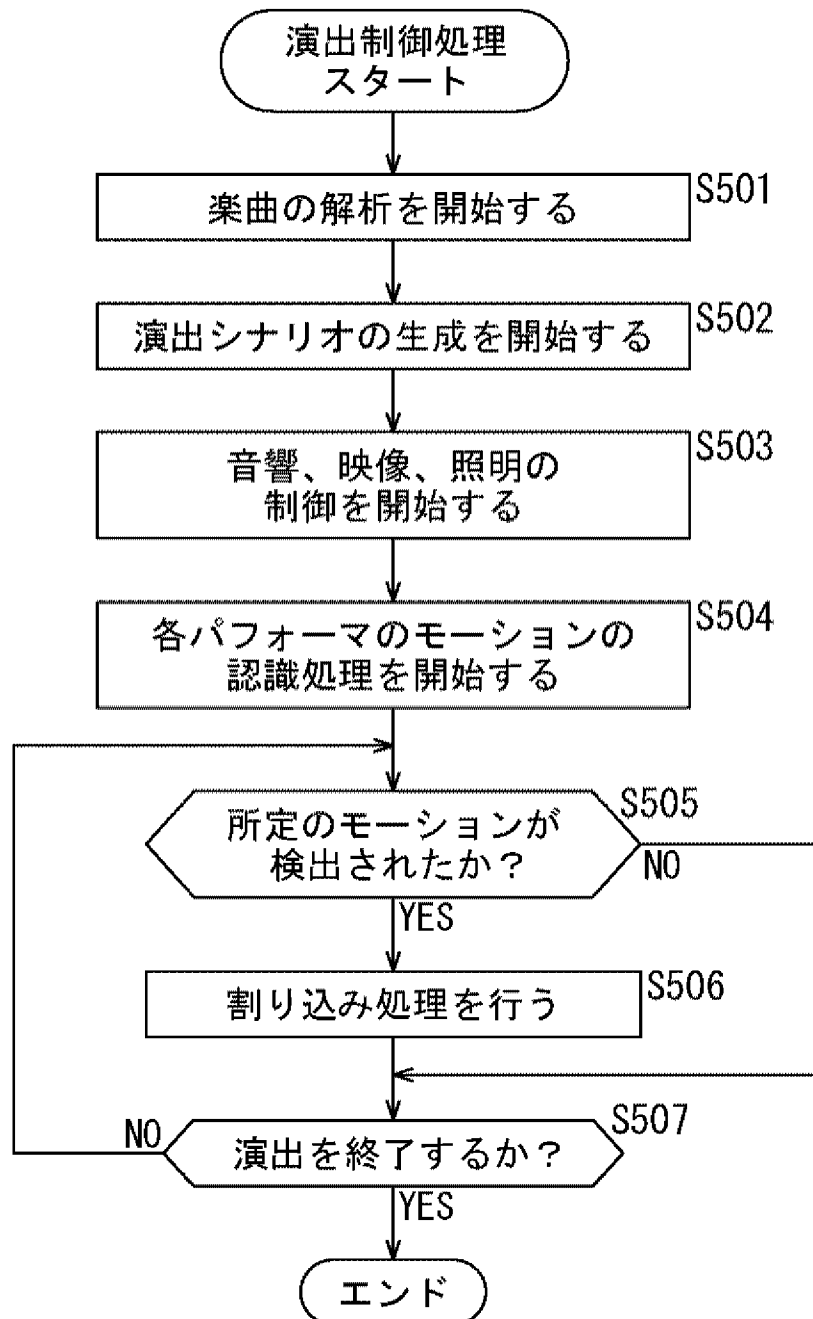 演出制御処理
スタート
S501
楽曲の解析を開始する
S502
演出シナリオの生成を開始する
S503
音響、映像、照明の
制御を開始する
S504
各パフォーマのモーションの
認識処理を開始する
S505
所定のモーションが
検出されたか？
NO
YES
S506
割り込み処理を行う
S507
NO
演出を終了するか？
YES
エンド